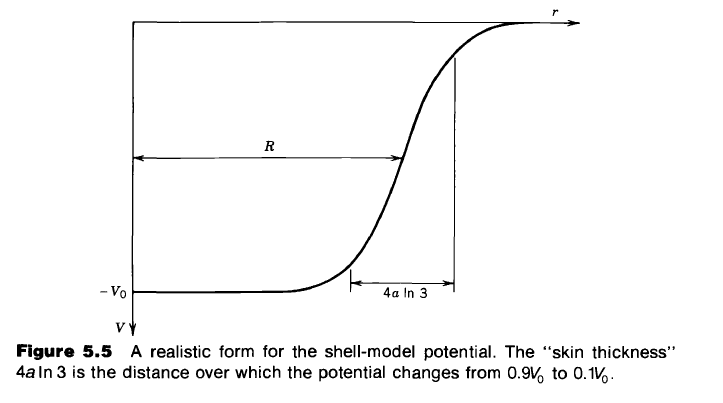 r
R
- V₀
4a ln 3
V
Figure 5.5 A realistic form for the shell-model potential. The “skin thickness”
4a ln 3 is the distance over which the potential changes from 0.9V₀ to 0.1V₀.